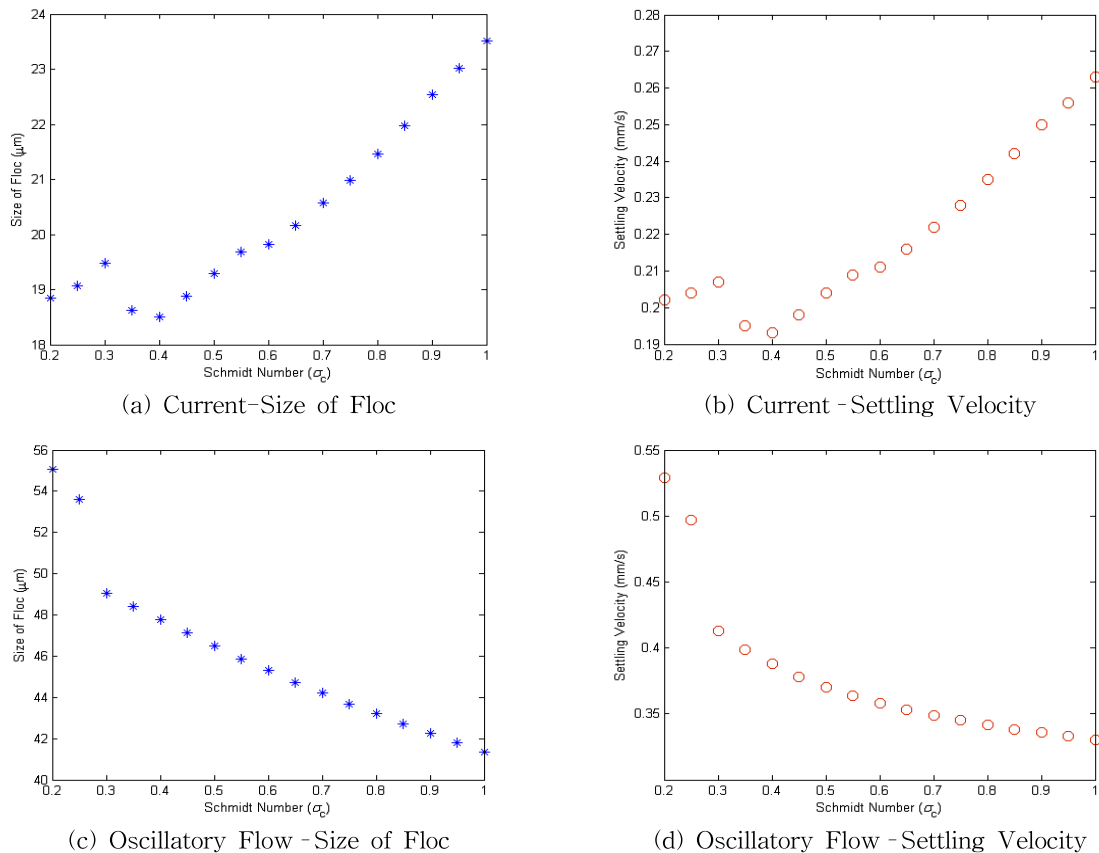 24
23
22
21
20
19
18
Size of Floc (μm)
0.2 0.3 0.4 0.5 0.6 0.7 0.8 0.9 1
Schmidt Number (σc)
(a) Current-Size of Floc
0.28
0.27
0.26
0.25
0.24
0.23
0.22
0.21
0.2
0.19
Settling Velocity (mm/s)
0.2 0.3 0.4 0.5 0.6 0.7 0.8 0.9 1
Schmidt Number (σc)
(b) Current-Settling Velocity
56
54
52
50
48
46
44
42
40
Size of Floc (μm)
0.2 0.3 0.4 0.5 0.6 0.7 0.8 0.9 1
Schmidt Number (σc)
(c) Oscillatory Flow-Size of Floc
0.55
0.5
0.45
0.4
0.35
Settling Velocity (mm/s)
0.2 0.3 0.4 0.5 0.6 0.7 0.8 0.9 1
Schmidt Number (σc)
(d) Oscillatory Flow-Settling Velocity